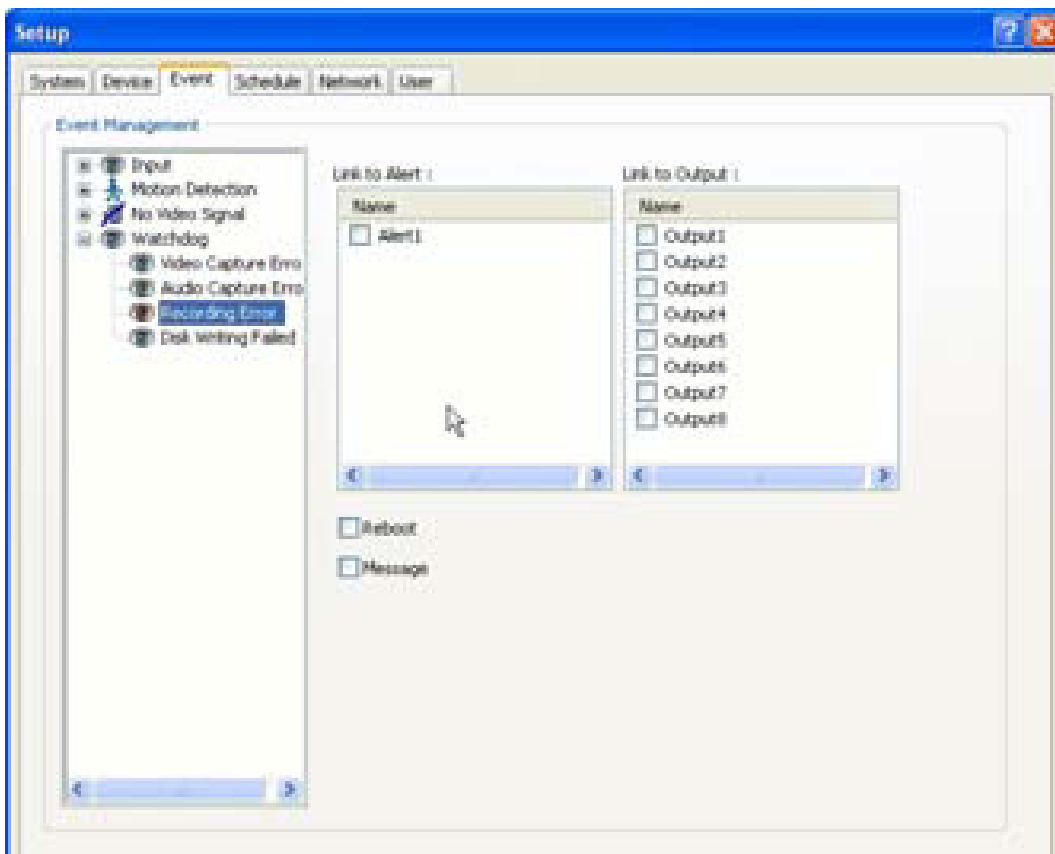 Setup
System Device Event Schedule Network User
Event Management
Input
Motion Detection
No Video Signal
Watchdog
Video Capture Erro
Audio Capture Erro
Recording Error
Disk Writing Failed
Link to Alert :
Name
Alert1
Link to Output :
Name
Output1
Output2
Output3
Output4
Output5
Output6
Output7
Output8
Reboot
Message